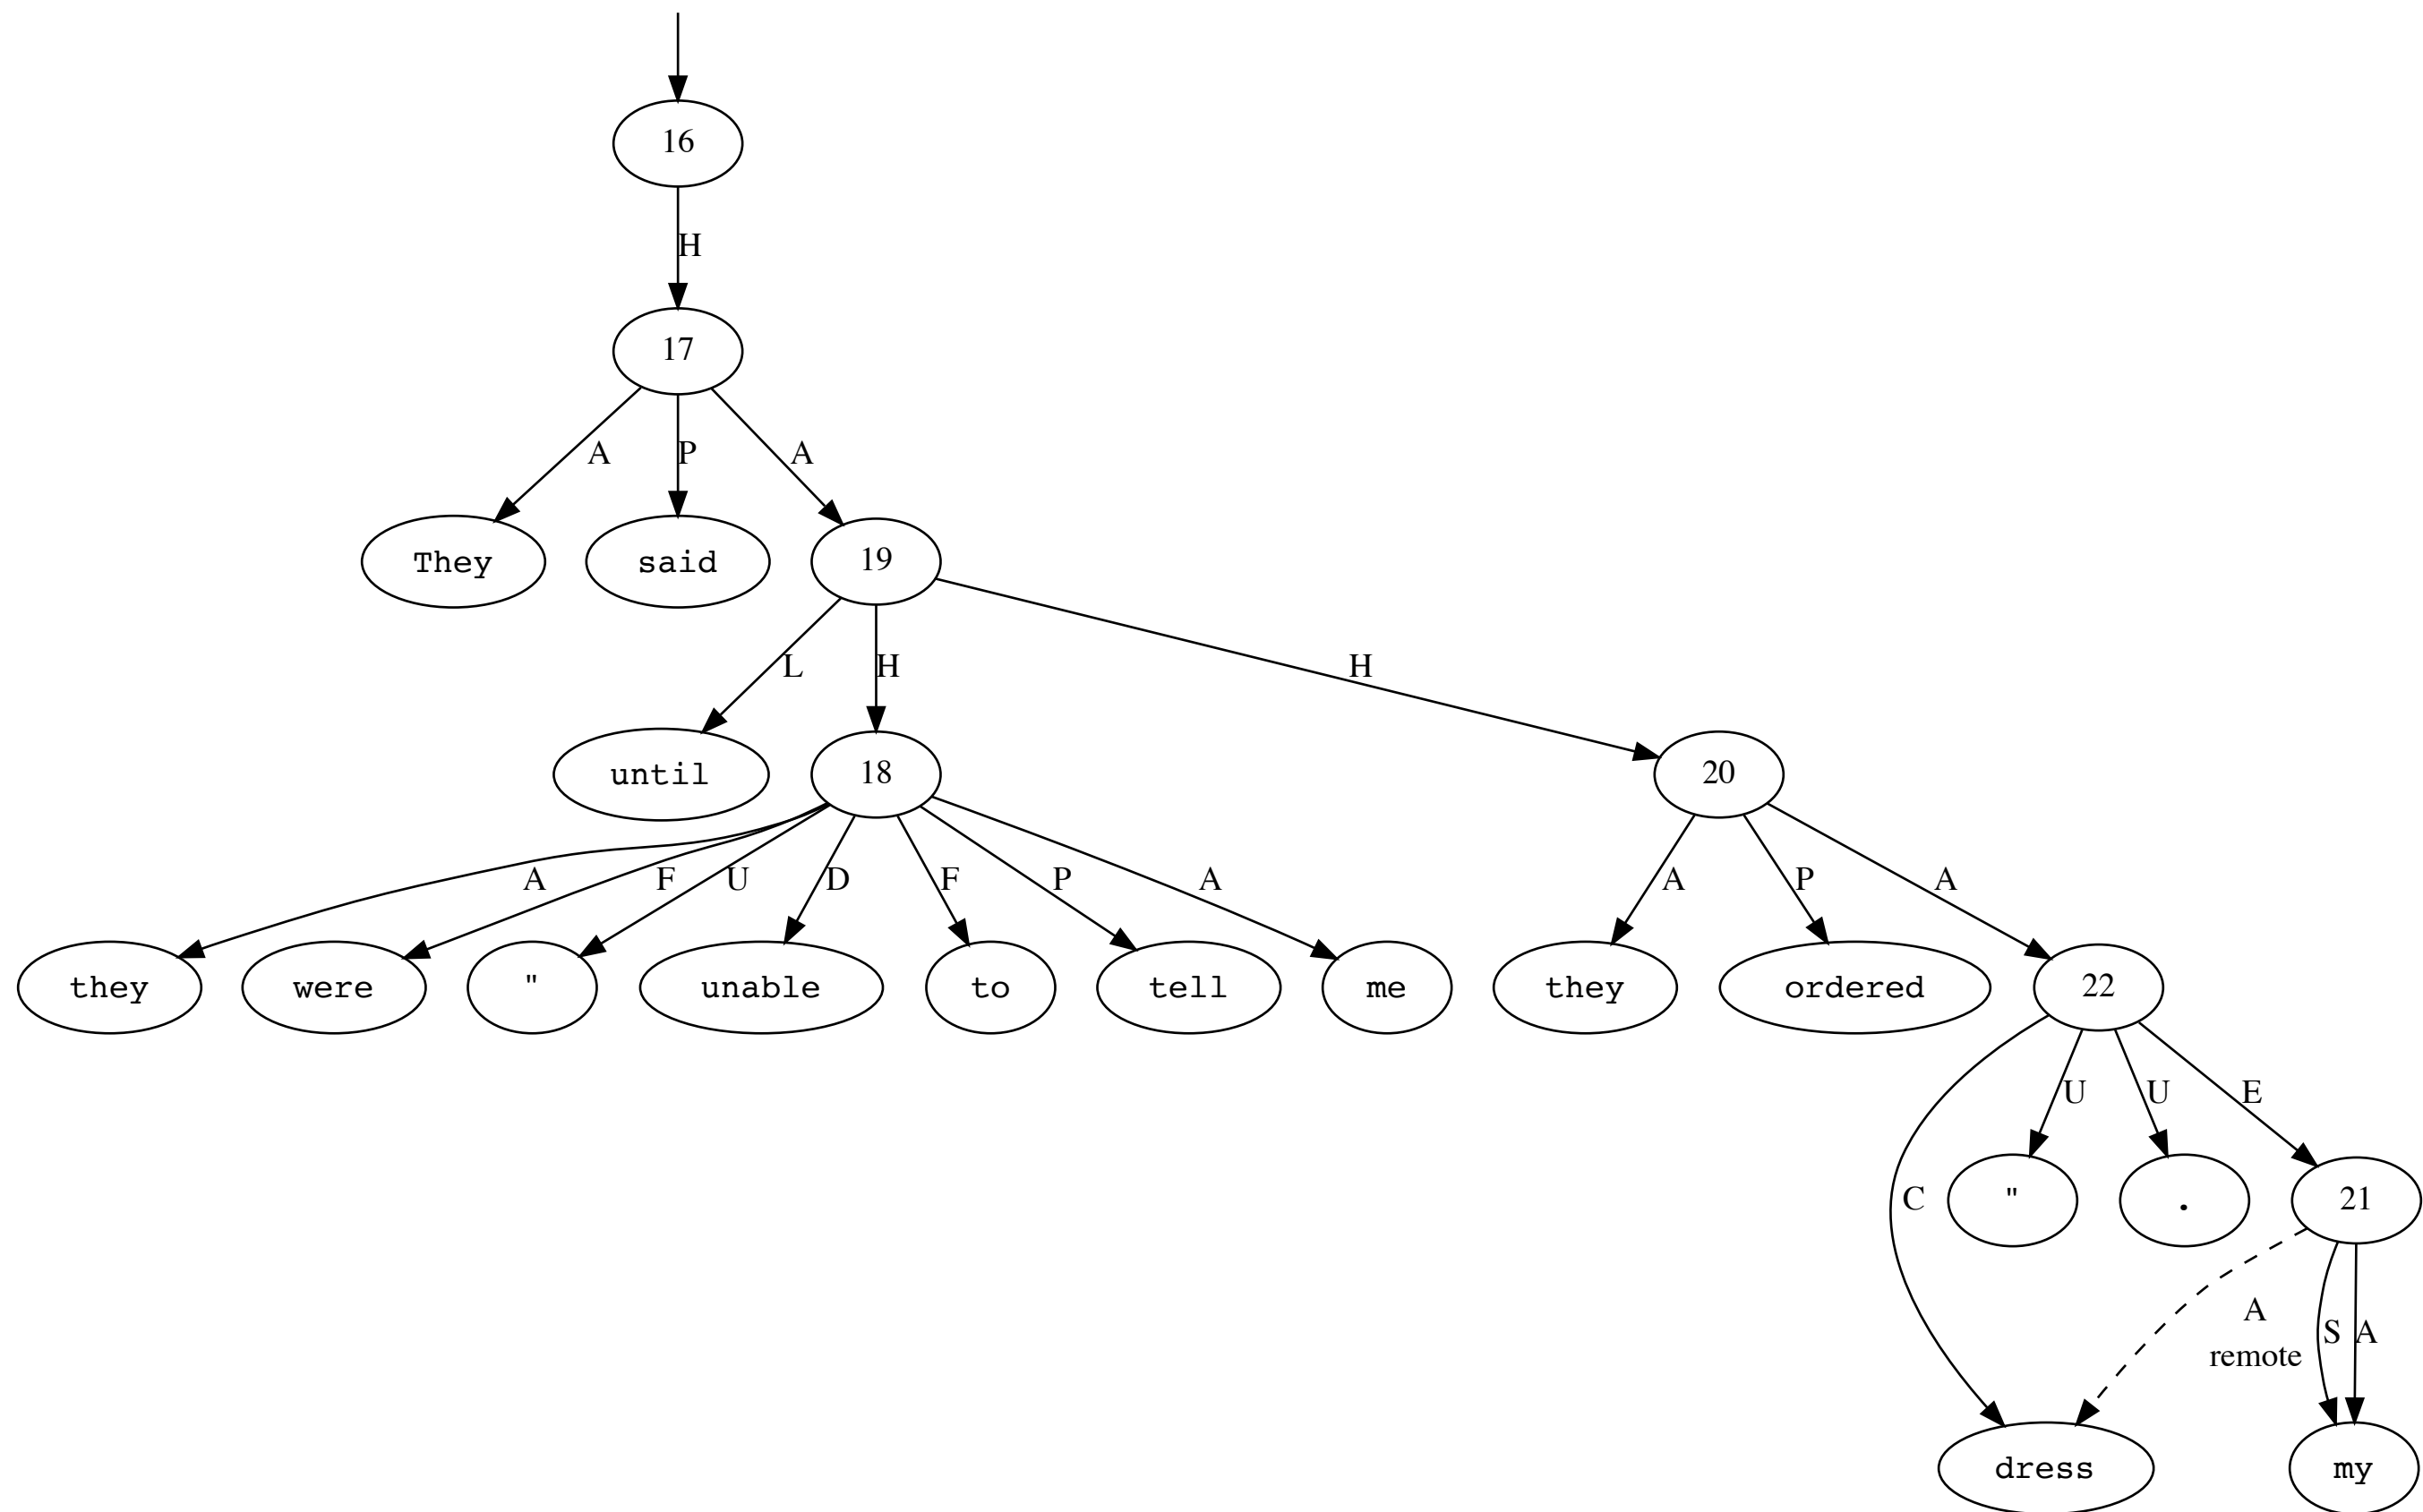 16
H
17
A P A
They said 19
L H H
until 18 20
A F U D F P A A P A
they were " unable to tell me they ordered 22
U U E
C " . 21
A
remote S A
dress my